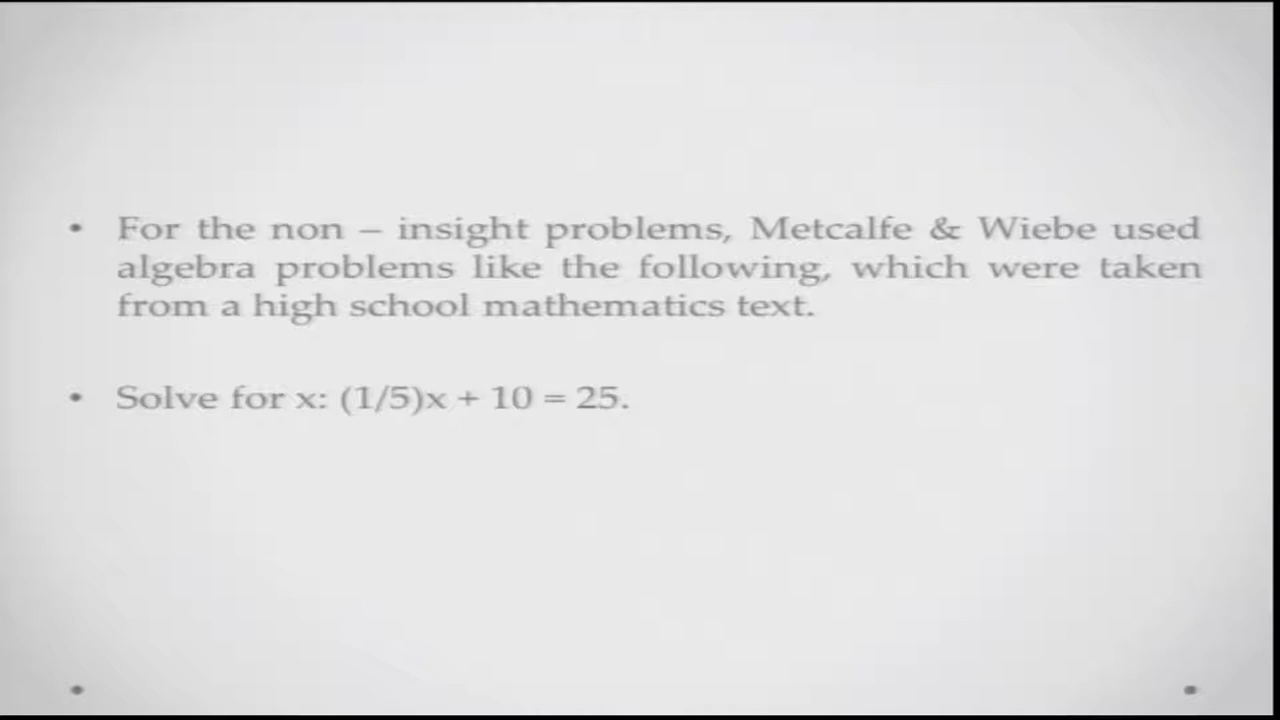 • For the non – insight problems, Metcalfe & Wiebe used
algebra problems like the following, which were taken
from a high school mathematics text.
• Solve for x: (1/5)x + 10 = 25.